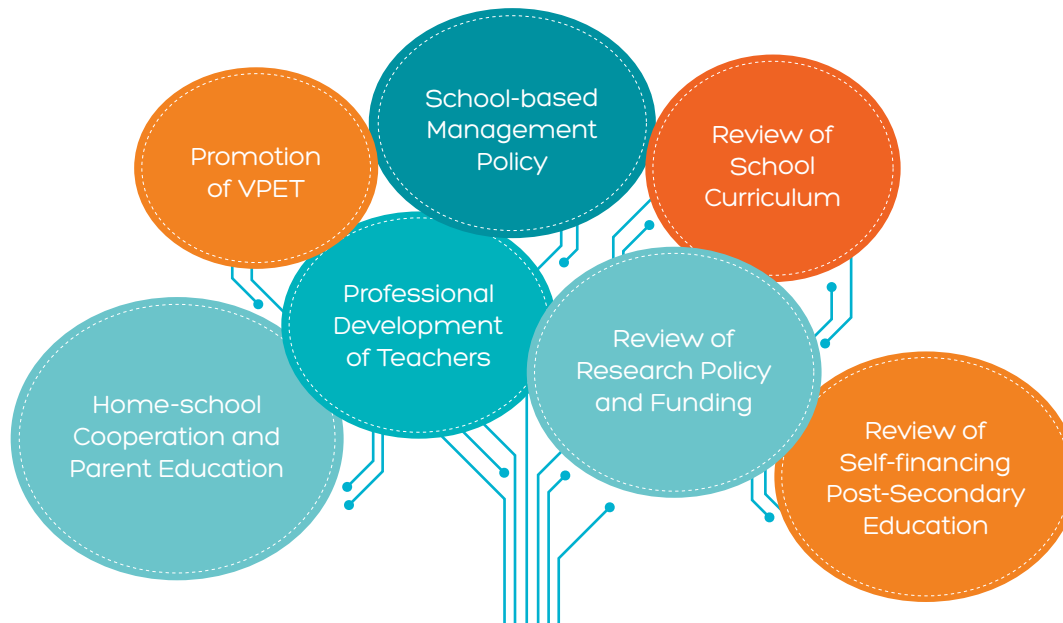 School-based
Management
Policy
Promotion
of VPET
Review of
School
Curriculum
Professional
Development
of Teachers
Review of
Research Policy
and Funding
Home-school
Cooperation and
Parent Education
Review of
Self-financing
Post-Secondary
Education